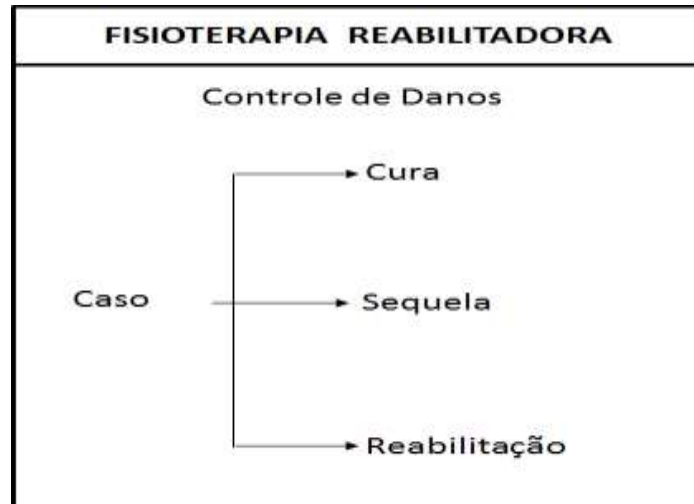 FISIOTERAPIA REABILITADORA
Controle de Danos
Cura
Caso
Sequela
Reabilitação